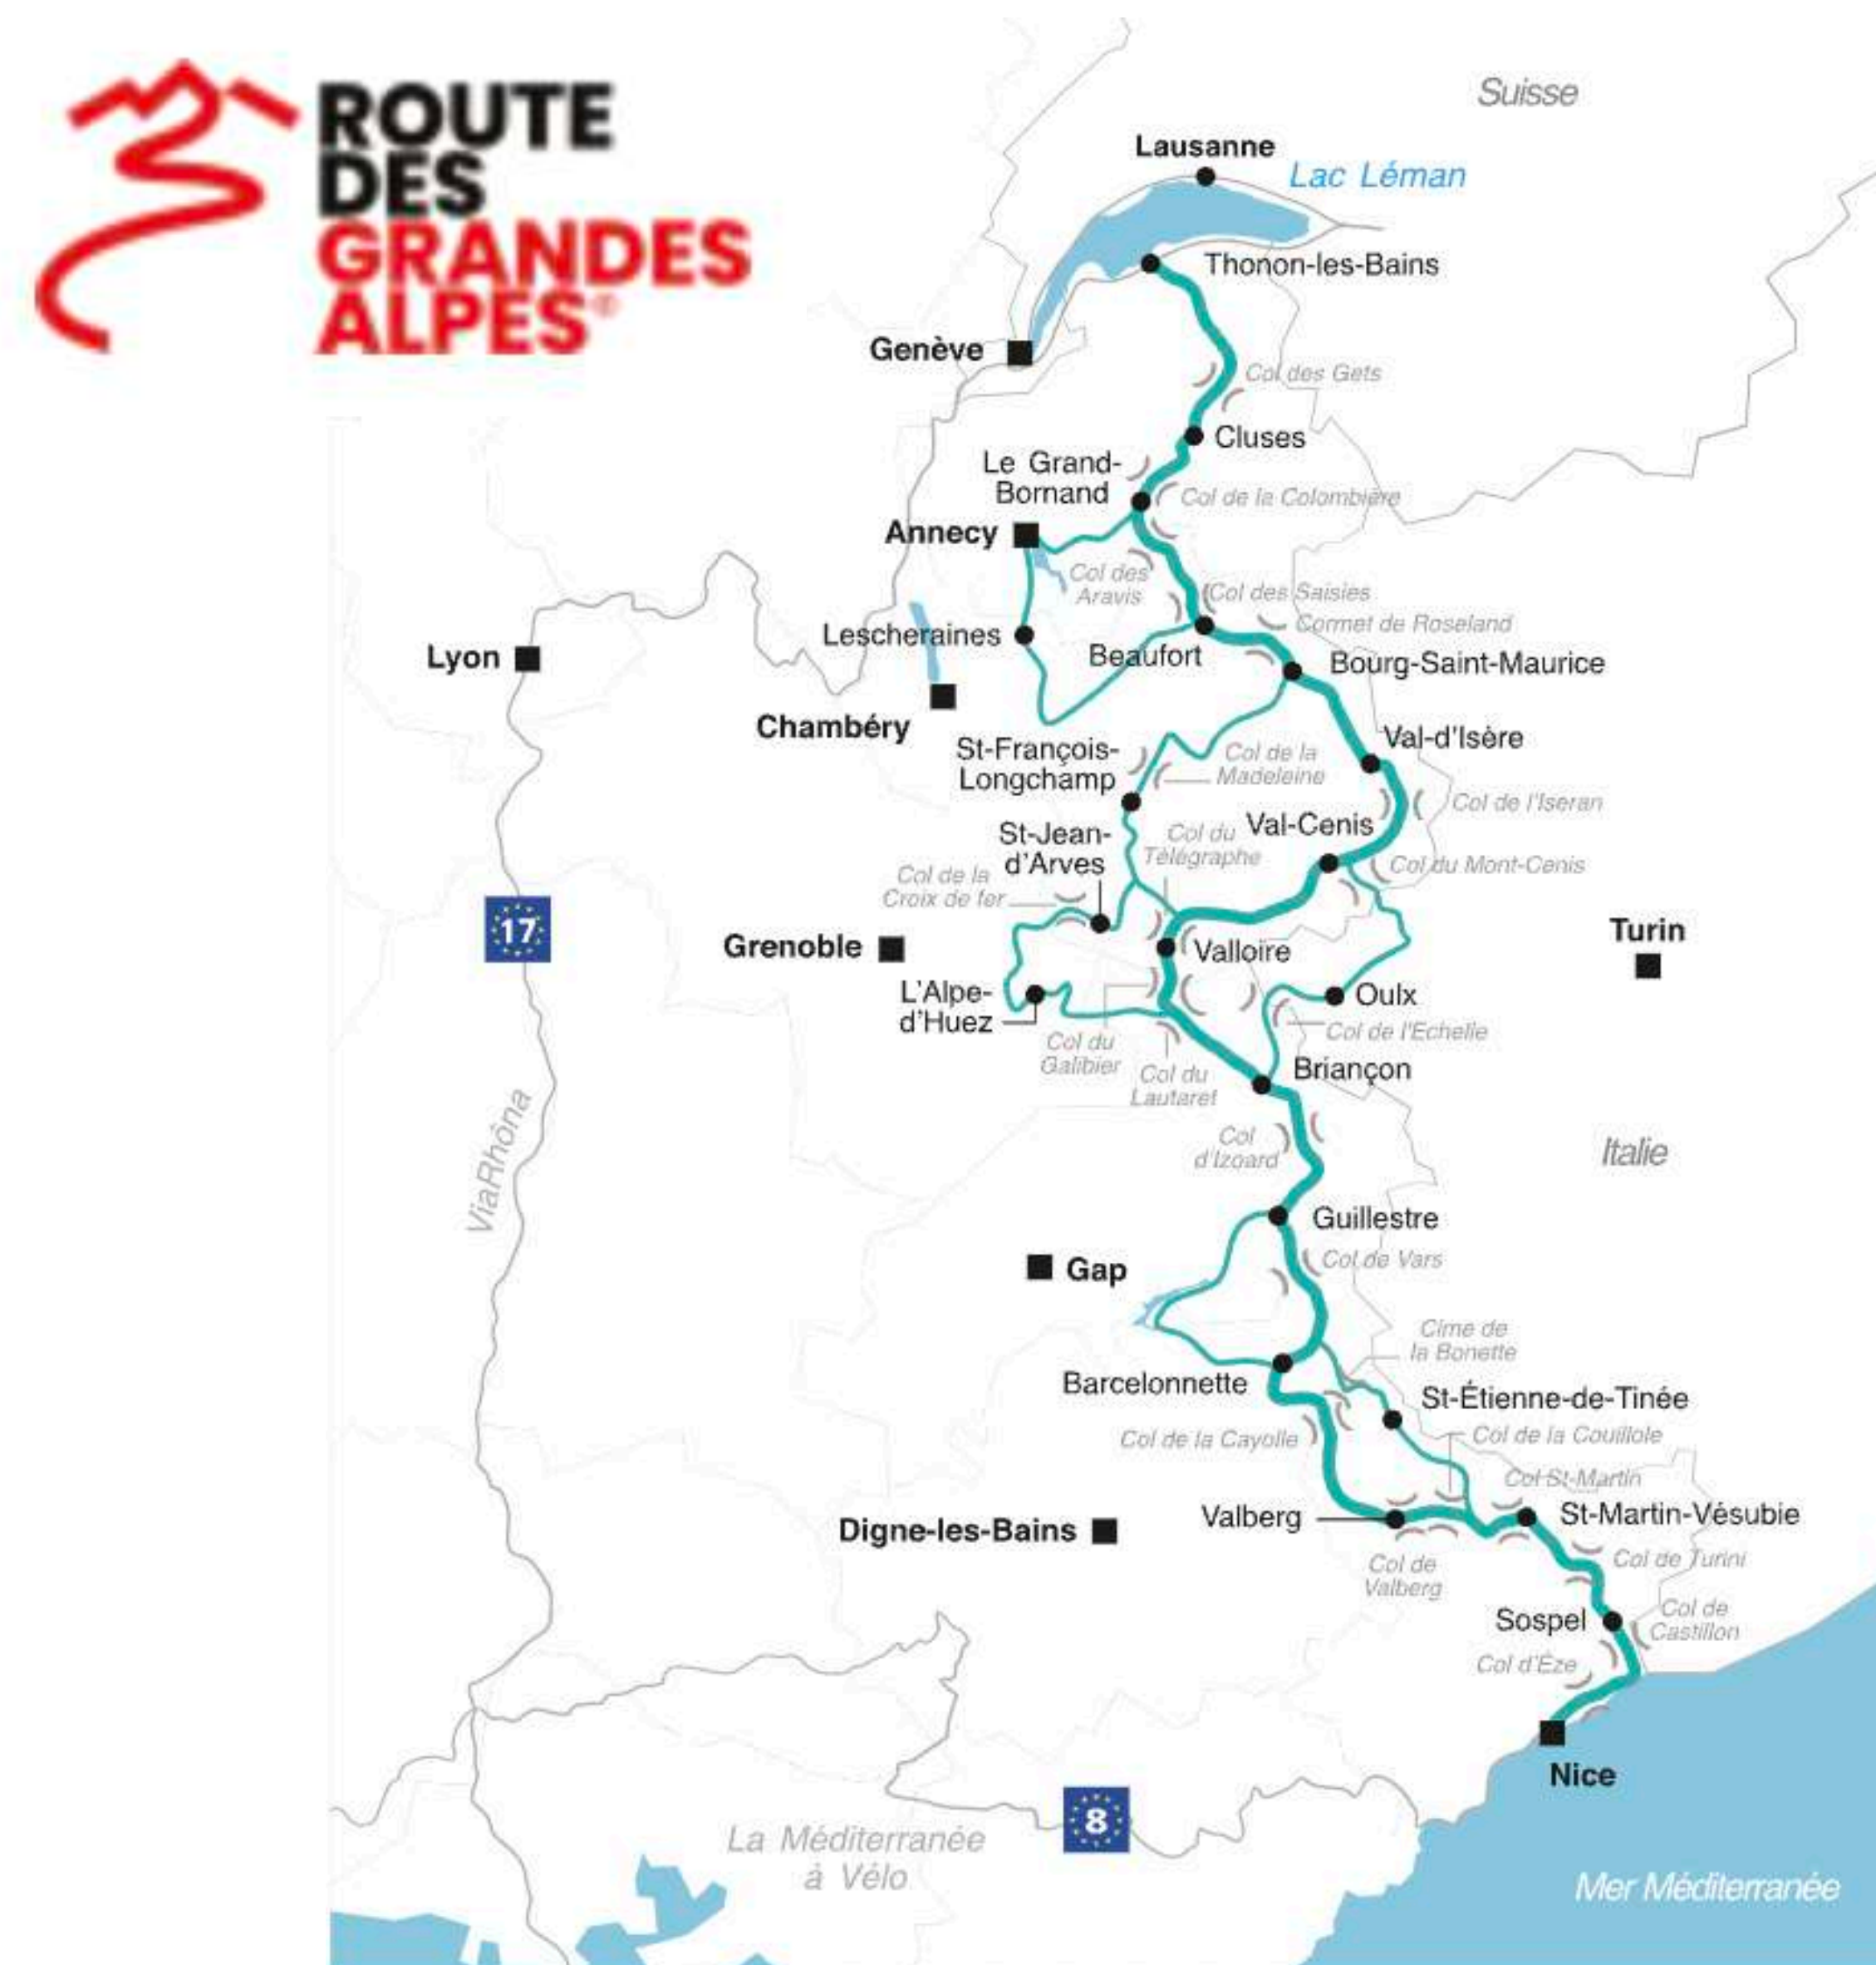 ROUTE
DES
GRANDES
ALPES®
Suisse
Lausanne
Lac Léman
Thonon-les-Bains
Genève
Col des Gets
Cluses
Le Grand-
Bornand
Col de la Colombière
Annecy
Col des
Aravis
Col des Saisies
Cormet de Roseland
Lescheraines
Beaufort
Bourg-Saint-Maurice
Lyon
Chambéry
Val-d'Isère
St-François-
Longchamp
Col de la
Madeleine
Col de l'Iseran
St-Jean-
d'Arves
Col du
Télégraphe
Val-Cenis
Col du Mont-Cenis
Col de la
Croix de fer
17
Grenoble
Valloire
Turin
L'Alpe-
d'Huez
Oulx
Col de l'Echelle
Col du
Galibier
Col du
Lautaret
Briançon
ViaRhôna
Col
d'Izoard
Italie
Guillestre
Col de Vars
Gap
Cime de
la Bonette
Barcelonnette
St-Étienne-de-Tinée
Col de la Cayolle
Col de la Couillole
Col St-Martin
Valberg
St-Martin-Vésubie
Digne-les-Bains
Col de
Valberg
Col de Turini
Sospel
Col de
Castillon
Col d'Èze
Nice
8
La Méditerranée
à Vélo
Mer Méditerranée